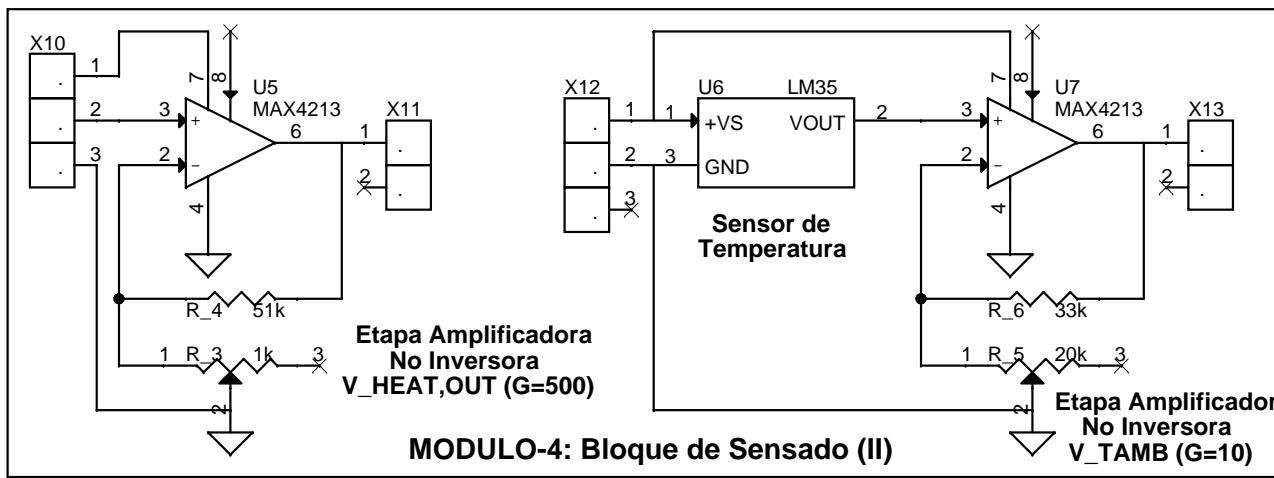 X10
1
2
3
.
.
.
7
8
U5
MAX4213
3
+
2
−
6
4
1
X11
.
2
.
R_4 51k
1 R_3 1k 3
2
Etapa Amplificadora
No Inversora
V_HEAT,OUT (G=500)
X12
1
2
3
.
.
.
1
3
U6 LM35
+VS VOUT
GND
2
Sensor de
Temperatura
7
8
U7
MAX4213
3
+
2
−
6
4
1
X13
.
2
.
R_6 33k
1 R_5 20k 3
2
Etapa Amplificador
No Inversora
V_TAMB (G=10)
MODULO-4: Bloque de Sensado (II)